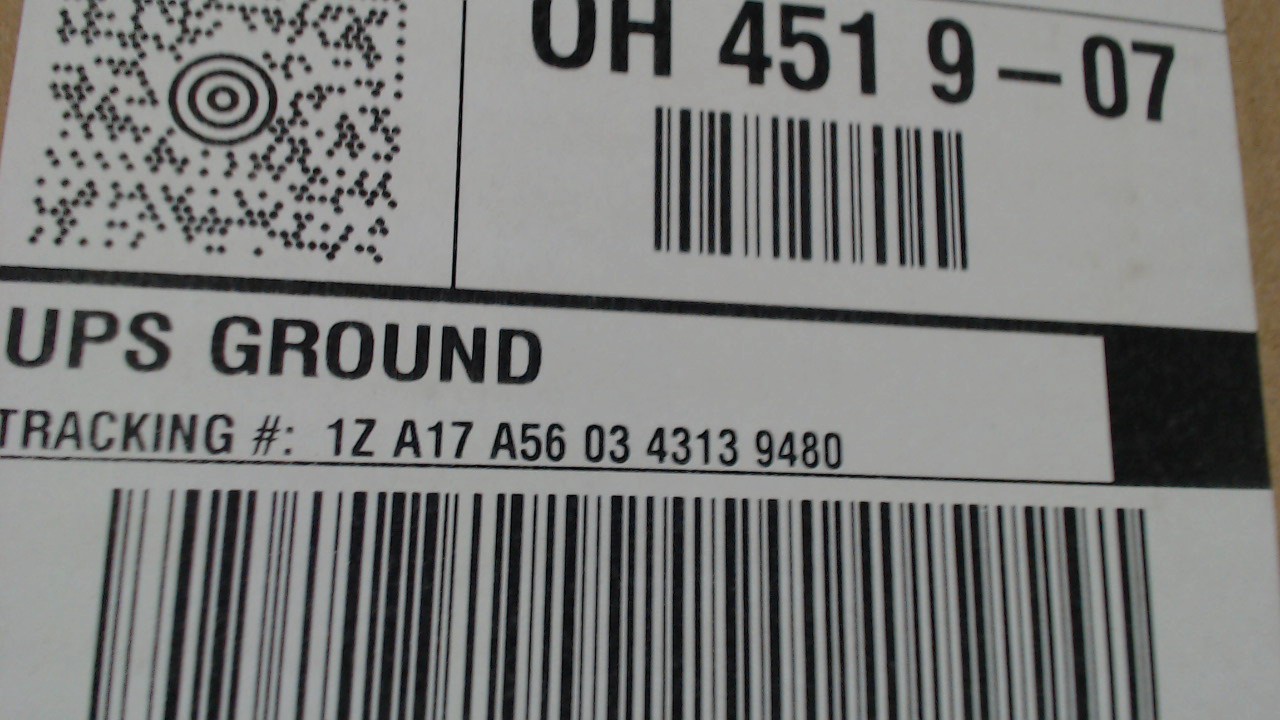 OH 451 9-07
UPS GROUND
TRACKING #: 1Z A17 A56 03 4313 9480